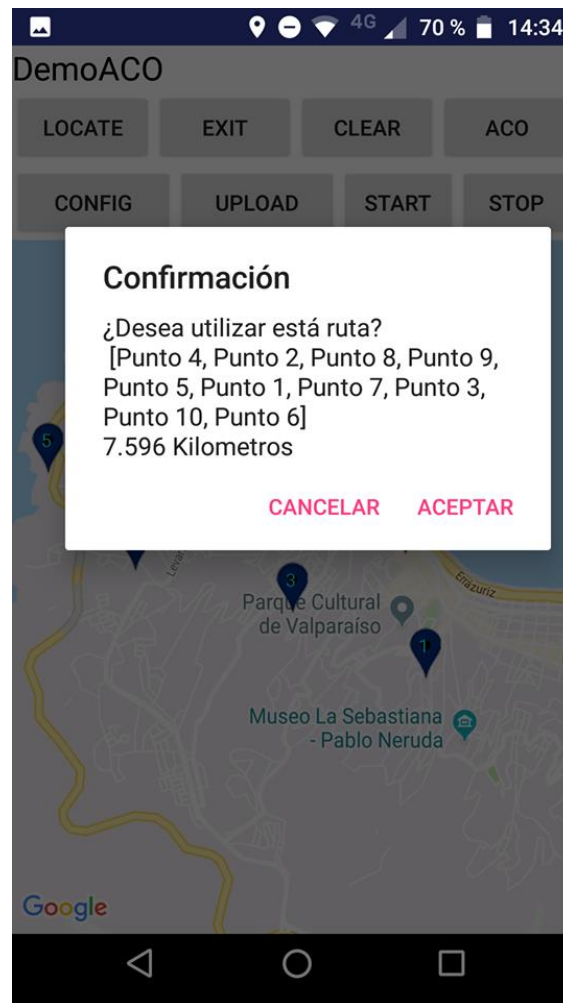 4G 70 % 14:34
DemoACO
LOCATE EXIT CLEAR ACO
CONFIG UPLOAD START STOP
Confirmación
¿Desea utilizar está ruta?
[Punto 4, Punto 2, Punto 8, Punto 9,
Punto 5, Punto 1, Punto 7, Punto 3,
Punto 10, Punto 6]
7.596 Kilometros
CANCELAR ACEPTAR
5
3
Errazuriz
Parque Cultural
de Valparaíso
1
Museo La Sebastiana
- Pablo Neruda
Google